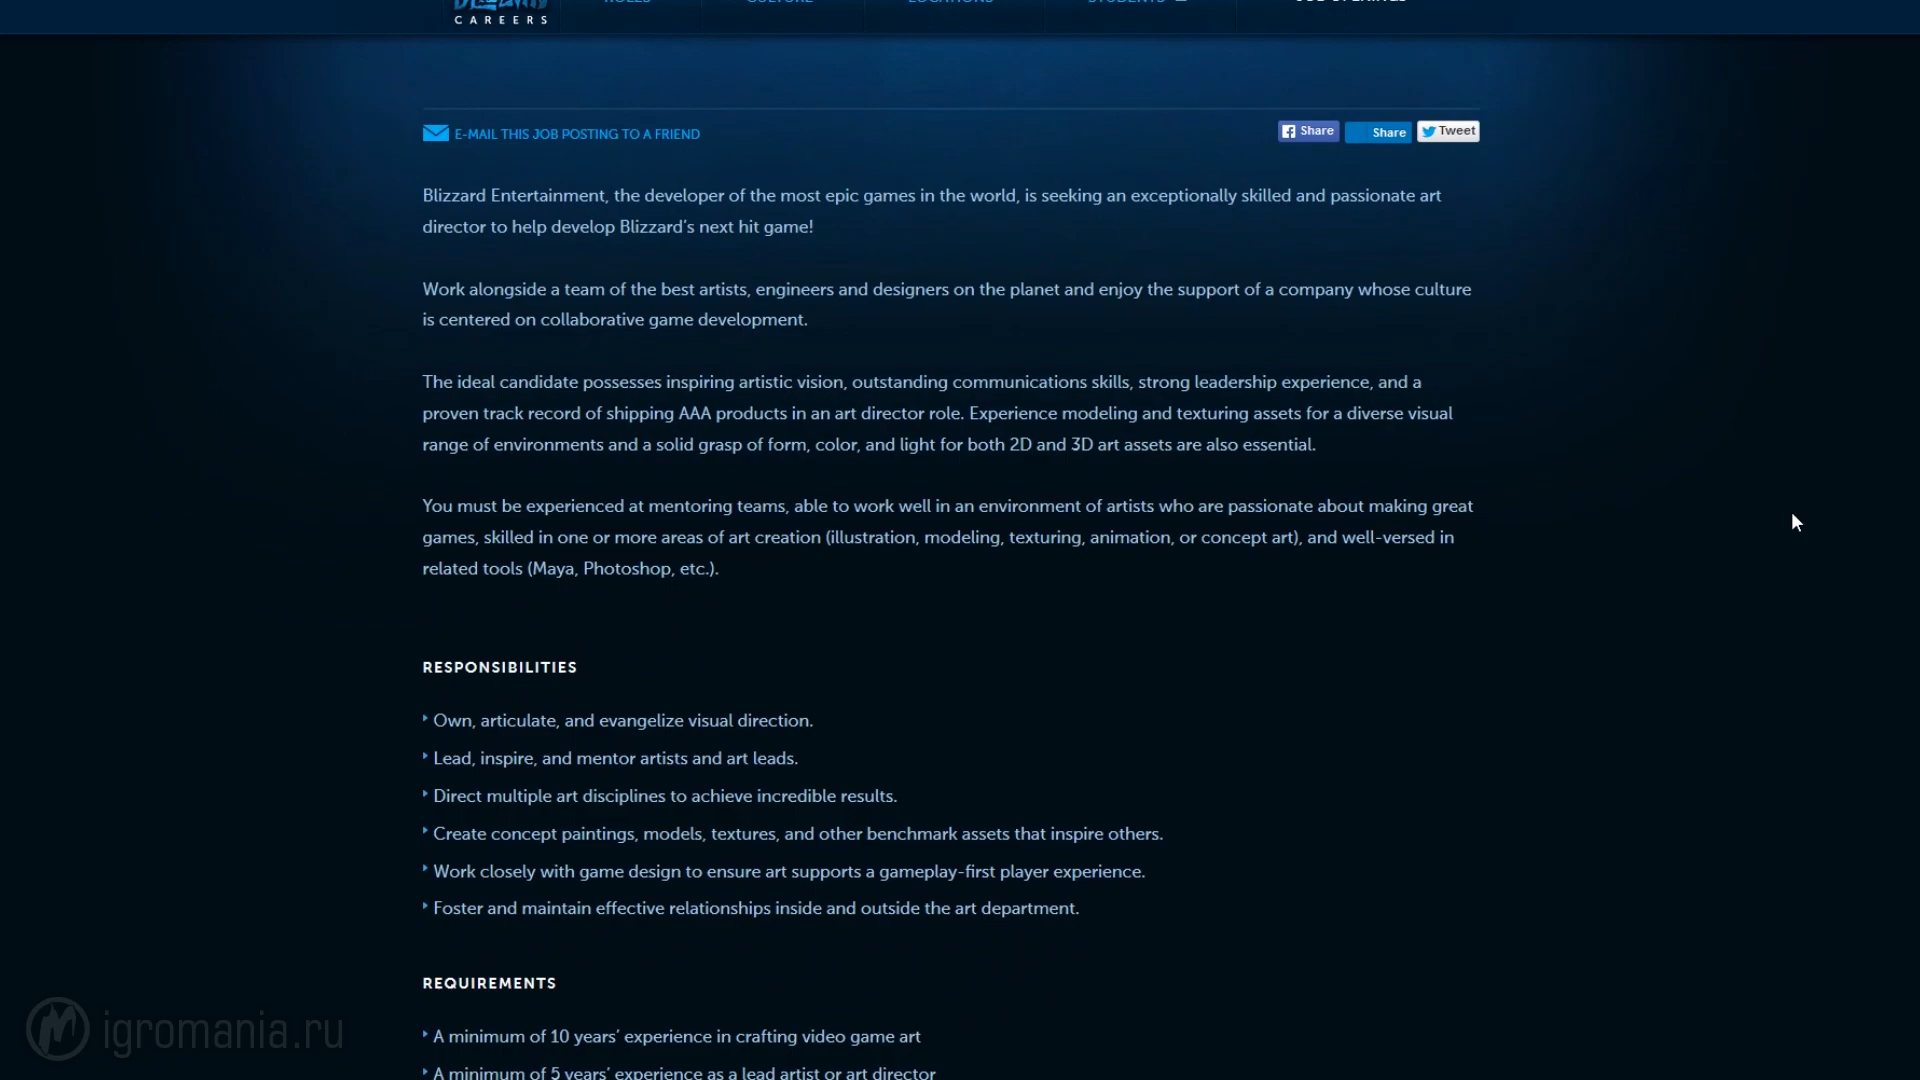 CAREERS
E-MAIL THIS JOB POSTING TO A FRIEND
Share
Share
Tweet
Blizzard Entertainment, the developer of the most epic games in the world, is seeking an exceptionally skilled and passionate art
director to help develop Blizzard's next hit game!
Work alongside a team of the best artists, engineers and designers on the planet and enjoy the support of a company whose culture
is centered on collaborative game development.
The ideal candidate possesses inspiring artistic vision, outstanding communications skills, strong leadership experience, and a
proven track record of shipping AAA products in an art director role. Experience modeling and texturing assets for a diverse visual
range of environments and a solid grasp of form, color, and light for both 2D and 3D art assets are also essential.
You must be experienced at mentoring teams, able to work well in an environment of artists who are passionate about making great
games, skilled in one or more areas of art creation (illustration, modeling, texturing, animation, or concept art), and well-versed in
related tools (Maya, Photoshop, etc.).
RESPONSIBILITIES
Own, articulate, and evangelize visual direction.
Lead, inspire, and mentor artists and art leads.
Direct multiple art disciplines to achieve incredible results.
Create concept paintings, models, textures, and other benchmark assets that inspire others.
Work closely with game design to ensure art supports a gameplay-first player experience.
Foster and maintain effective relationships inside and outside the art department.
REQUIREMENTS
A minimum of 10 years' experience in crafting video game art
A minimum of 5 years' experience as a lead artist or art director
igromania.ru